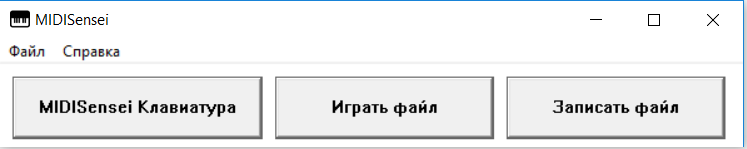 MIDISensei
Файл Справка
MIDISensei Клавиатура Играть файл Записать файл